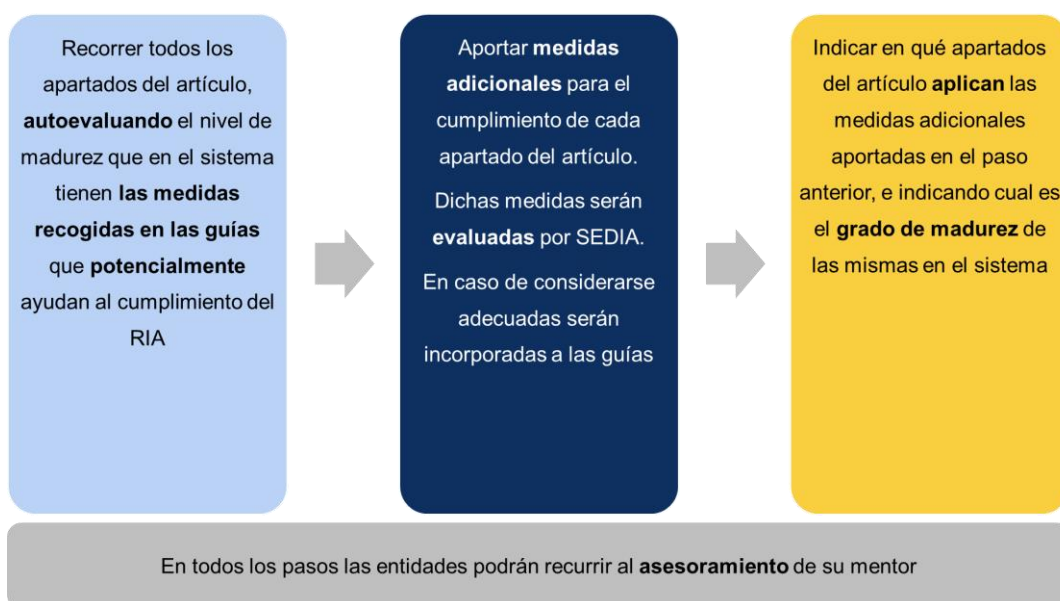 Recorrer todos los
apartados del artículo,
autoevaluando el nivel de
madurez que en el sistema
tienen las medidas
recogidas en las guías
que potencialmente
ayudan al cumplimiento del
RIA
Aportar medidas
adicionales para el
cumplimiento de cada
apartado del artículo.
Dichas medidas serán
evaluadas por SEDIA.
En caso de considerarse
adecuadas serán
incorporadas a las guías
Indicar en qué apartados
del artículo aplican las
medidas adicionales
aportadas en el paso
anterior, e indicando cual es
el grado de madurez de
las mismas en el sistema
En todos los pasos las entidades podrán recurrir al asesoramiento de su mentor